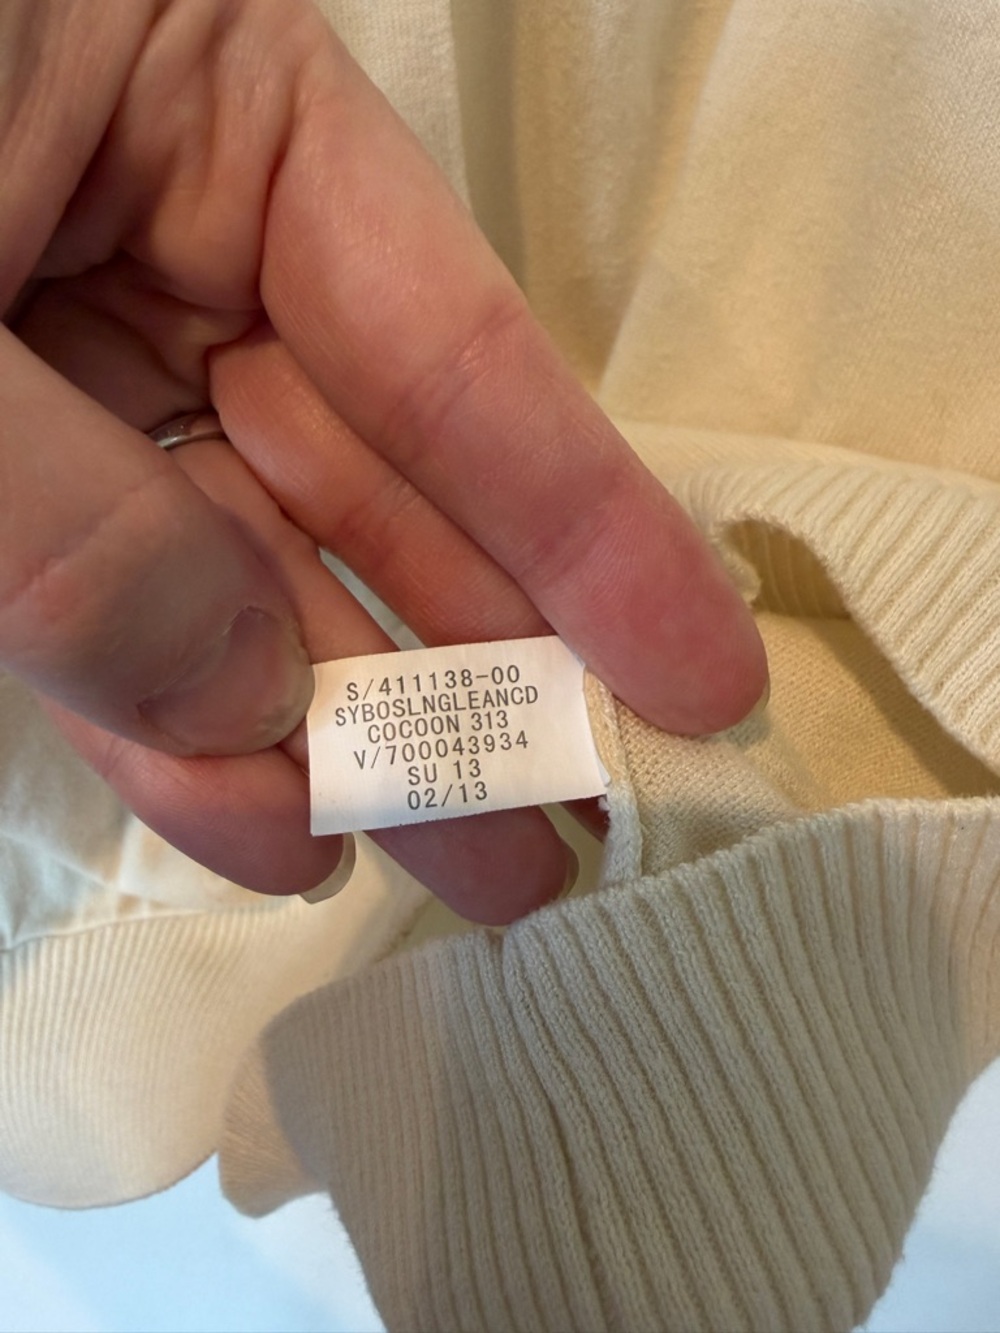 S/411138-00
SYBOSLNGLEANCD
COCOON 313
V/700043934
SU 13
02/13